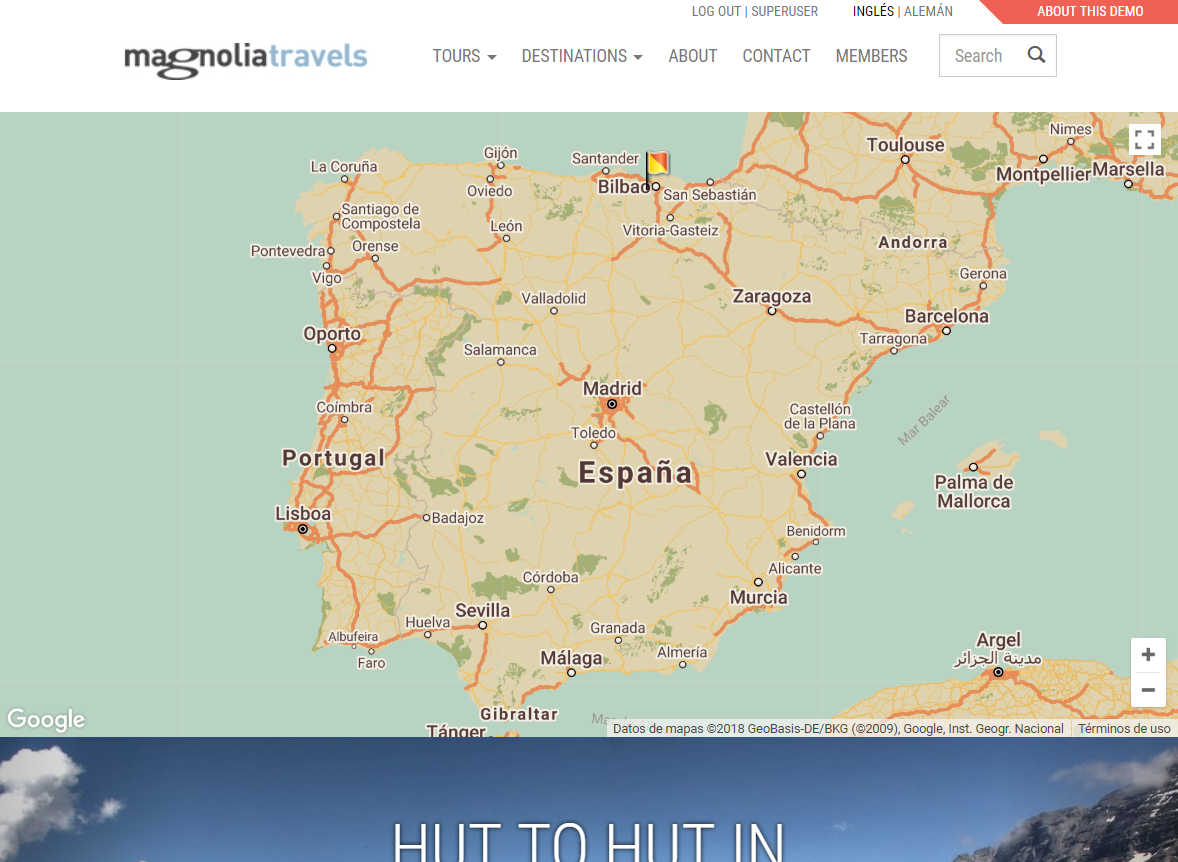 LOG OUT | SUPERUSER INGLÉS | ALEMÁN ABOUT THIS DEMO
magnoliatravels TOURS DESTINATIONS ABOUT CONTACT MEMBERS Search
Nimes
Toulouse
Gijón
Santander
La Coruña
Montpellier Marsella
Oviedo
Bilbao
San Sebastián
Santiago de
Compostela
León
Vitoria-Gasteiz
Orense
Andorra
Pontevedra
Vigo
Gerona
Valladolid
Zaragoza
Barcelona
Oporto
Tarragona
Salamanca
Madrid
Coímbra
Castellón
de la Plana
Mar Balear
Toledo
Portugal
Valencia
España
Palma de
Mallorca
Lisboa
Badajoz
Benidorm
Alicante
Córdoba
Murcia
Sevilla
Huelva
Granada
Albufeira
Argel
مدينة الجزائر
Faro
Málaga
Almería
Gibraltar
Google
Tánger
Datos de mapas ©2018 GeoBasis-DE/BKG (©2009), Google, Inst. Geogr. Nacional Términos de uso
HUT TO HUT IN